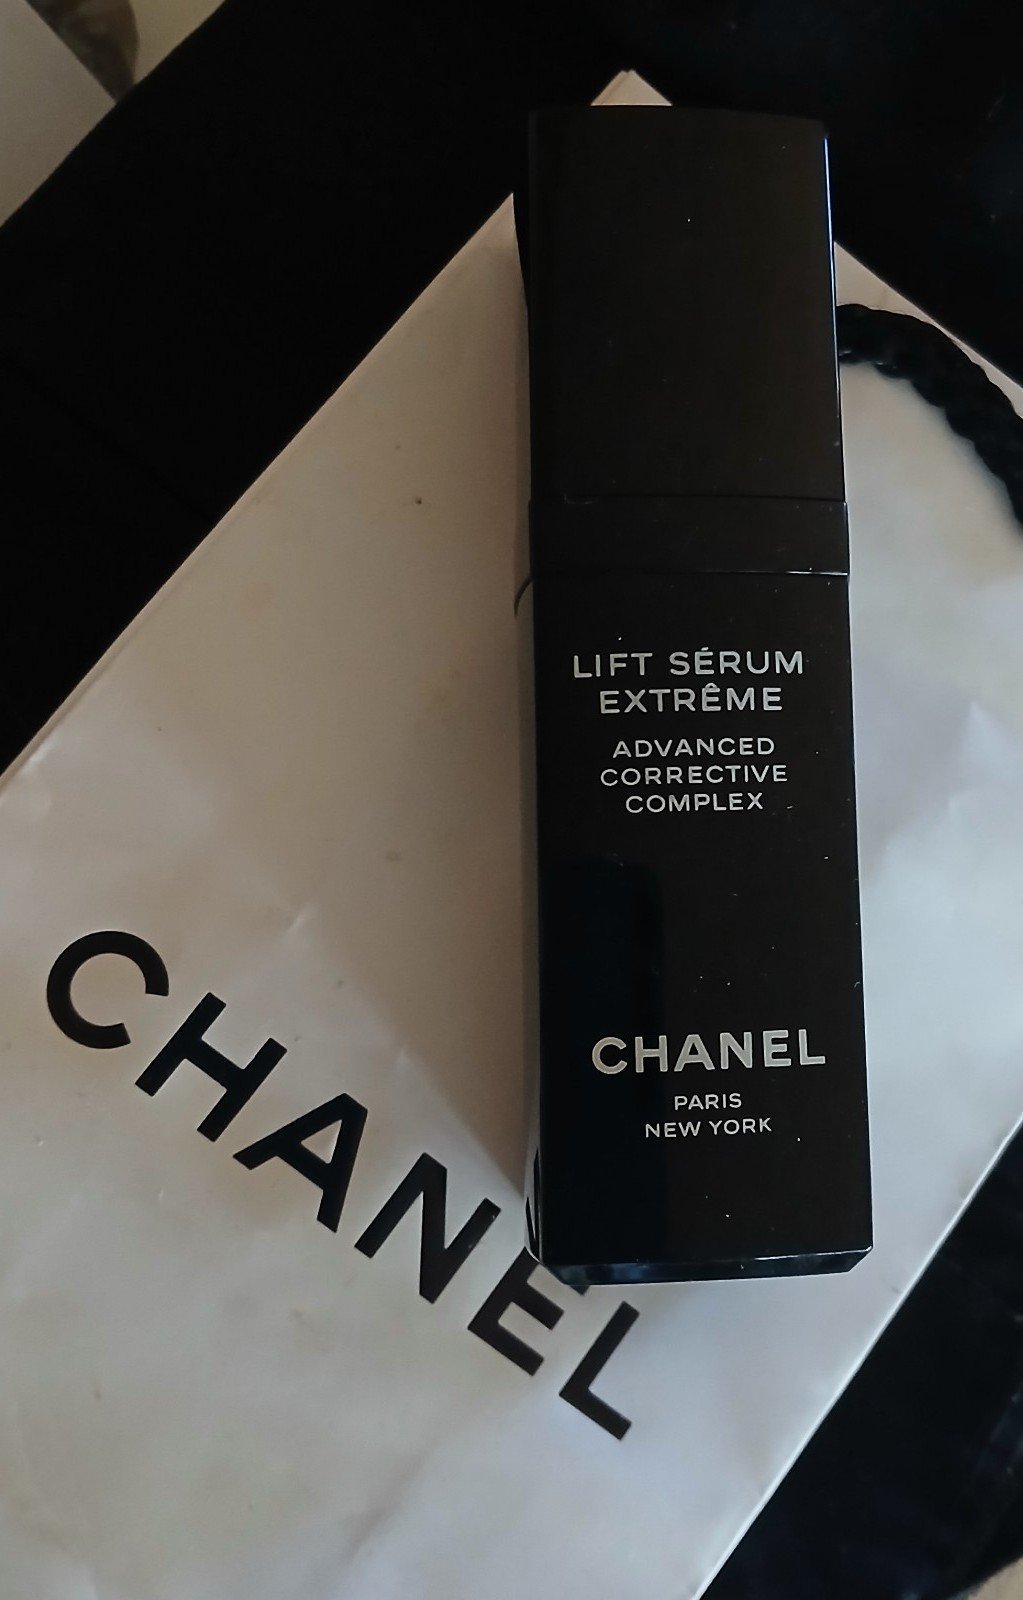 LIFT SÉRUM
EXTRÊME
ADVANCED
CORRECTIVE
COMPLEX
CHANEL
PARIS
NEW YORK
CHANEL